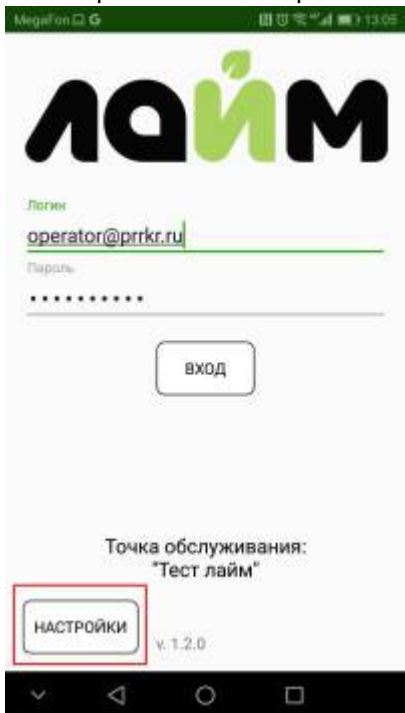 MegaFon G 13:05
лайм
Логин
operator@prrkr.ru
Пароль
ВХОД
Точка обслуживания:
"Тест лайм"
НАСТРОЙКИ
v. 1.2.0